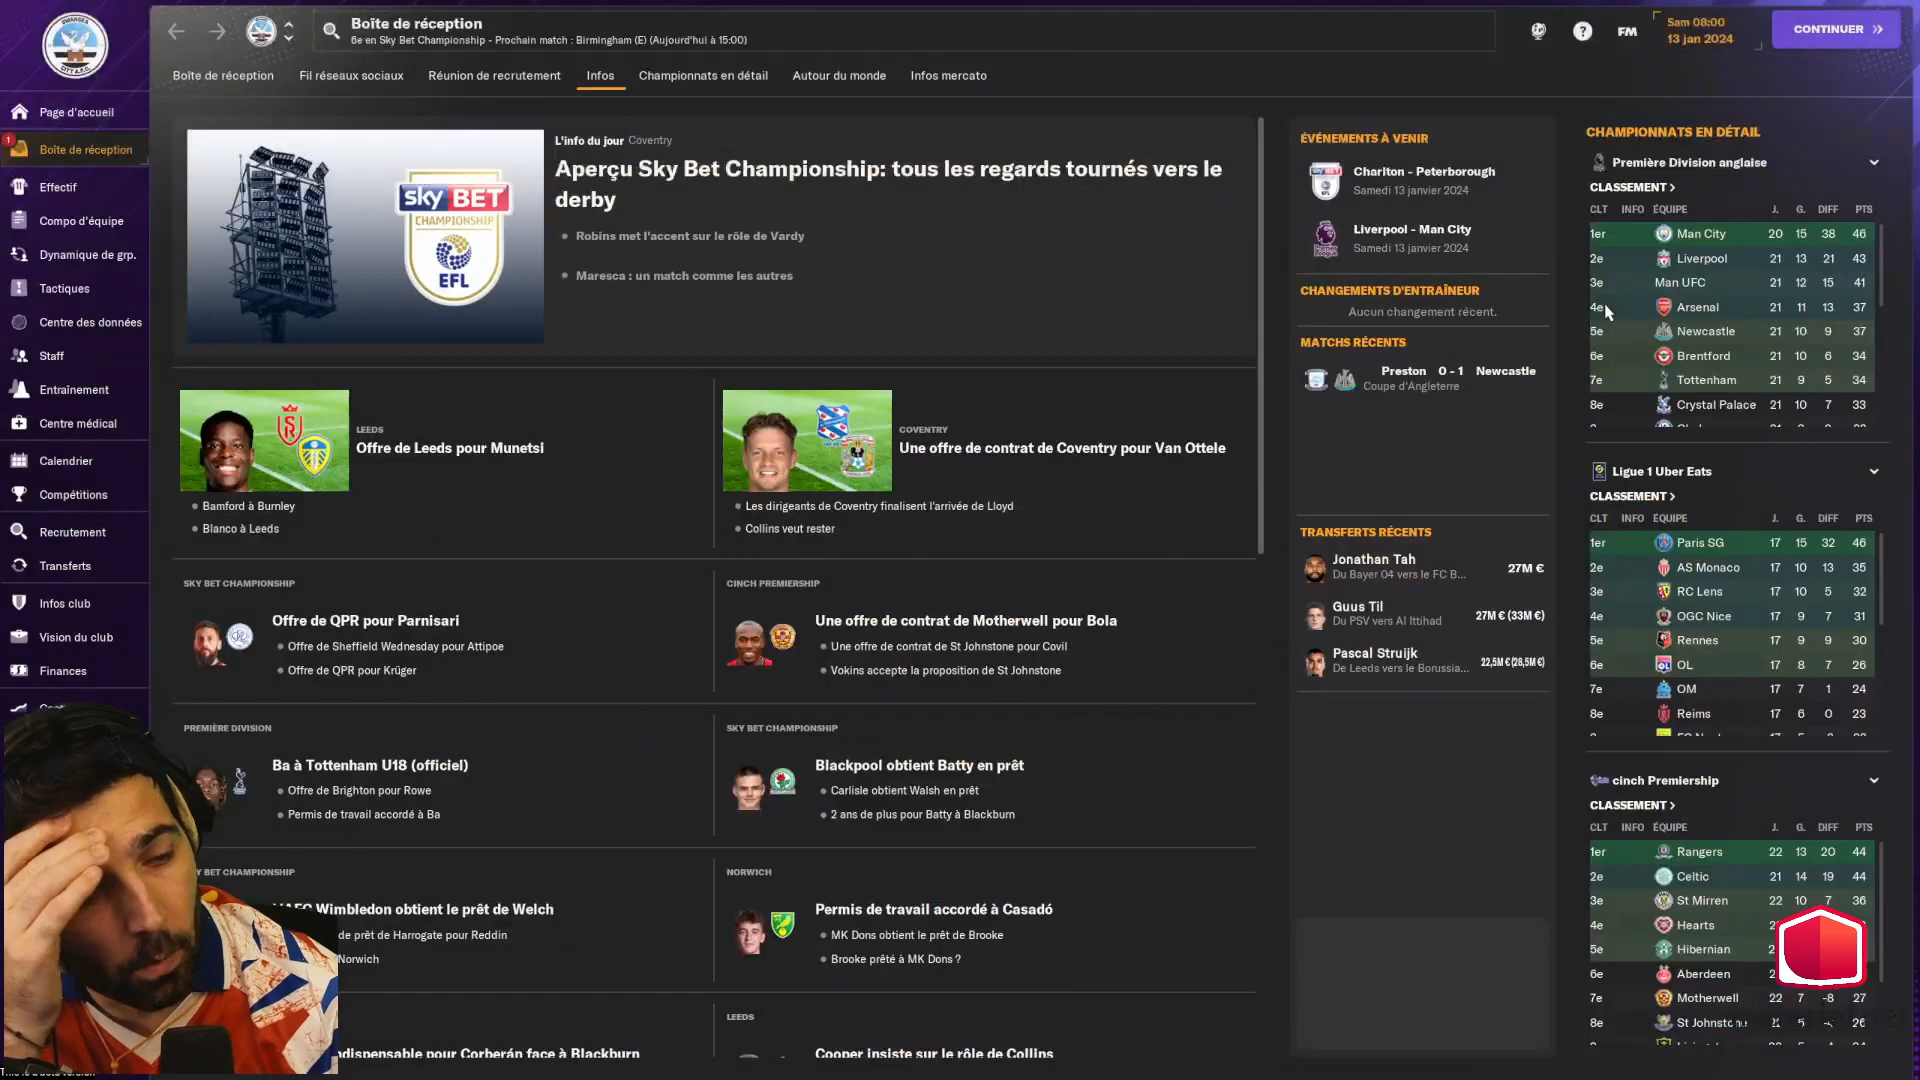 Boîte de réception
6e en Sky Bet Championship - Prochain match : Birmingham (E) (Aujourd'hui à 15:00)
FM
Sam 08:00
13 jan 2024
CONTINUER
Boîte de réception
Fil réseaux sociaux
Réunion de recrutement
Infos
Championnats en détail
Autour du monde
Infos mercato
Page d'accueil
1
Boîte de réception
Effectif
Compo d'équipe
Dynamique de grp.
Tactiques
Centre des données
Staff
Entraînement
Centre médical
Calendrier
Compétitions
Recrutement
Transferts
Infos club
Vision du club
Finances
sky BET
CHAMPIONSHIP
EFL
L'info du jour Coventry
Aperçu Sky Bet Championship: tous les regards tournés vers le
derby
Robins met l'accent sur le rôle de Vardy
Maresca : un match comme les autres
LEEDS
Offre de Leeds pour Munetsi
Bamford à Burnley
Blanco à Leeds
COVENTRY
Une offre de contrat de Coventry pour Van Ottele
Les dirigeants de Coventry finalisent l'arrivée de Lloyd
Collins veut rester
SKY BET CHAMPIONSHIP
Offre de QPR pour Parnisari
Offre de Sheffield Wednesday pour Attipoe
Offre de QPR pour Krüger
CINCH PREMIERSHIP
Une offre de contrat de Motherwell pour Bola
Une offre de contrat de St Johnstone pour Covil
Vokins accepte la proposition de St Johnstone
PREMIÈRE DIVISION
Ba à Tottenham U18 (officiel)
Offre de Brighton pour Rowe
Permis de travail accordé à Ba
SKY BET CHAMPIONSHIP
Blackpool obtient Batty en prêt
Carlisle obtient Walsh en prêt
2 ans de plus pour Batty à Blackburn
BET CHAMPIONSHIP
Wimbledon obtient le prêt de Welch
de prêt de Harrogate pour Reddin
Norwich
NORWICH
Permis de travail accordé à Casadó
MK Dons obtient le prêt de Brooke
Brooke prêté à MK Dons ?
ndispensable pour Corberán face à Blackburn
LEEDS
Cooper insiste sur le rôle de Collins
ÉVÉNEMENTS À VENIR
Charlton - Peterborough
Samedi 13 janvier 2024
Liverpool - Man City
Samedi 13 janvier 2024
CHANGEMENTS D'ENTRAÎNEUR
Aucun changement récent.
MATCHS RÉCENTS
Preston 0 - 1 Newcastle
Coupe d'Angleterre
TRANSFERTS RÉCENTS
Jonathan Tah
Du Bayer 04 vers le FC B...
27M €
Guus Til
Du PSV vers Al Ittihad
27M € (33M €)
Pascal Struijk
De Leeds vers le Borussia...
22,5M € (28,5M €)
CHAMPIONNATS EN DÉTAIL
Première Division anglaise
CLASSEMENT >
CLT INFO ÉQUIPE J. G. DIFF PTS
1er Man City 20 15 38 46
2e Liverpool 21 13 21 43
3e Man UFC 21 12 15 41
4e Arsenal 21 11 13 37
5e Newcastle 21 10 9 37
6e Brentford 21 10 6 34
7e Tottenham 21 9 5 34
8e Crystal Palace 21 10 7 33
Ligue 1 Uber Eats
CLASSEMENT >
CLT INFO ÉQUIPE J. G. DIFF PTS
1er Paris SG 17 15 32 46
2e AS Monaco 17 10 13 35
3e RC Lens 17 10 5 32
4e OGC Nice 17 9 7 31
5e Rennes 17 9 9 30
6e OL 17 8 7 26
7e OM 17 7 1 24
8e Reims 17 6 0 23
cinch Premiership
CLASSEMENT >
CLT INFO ÉQUIPE J. G. DIFF PTS
1er Rangers 22 13 20 44
2e Celtic 21 14 19 44
3e St Mirren 22 10 7 36
4e Hearts
5e Hibernian
6e Aberdeen
7e Motherwell 22 7 -8 27
8e St Johnstone 26